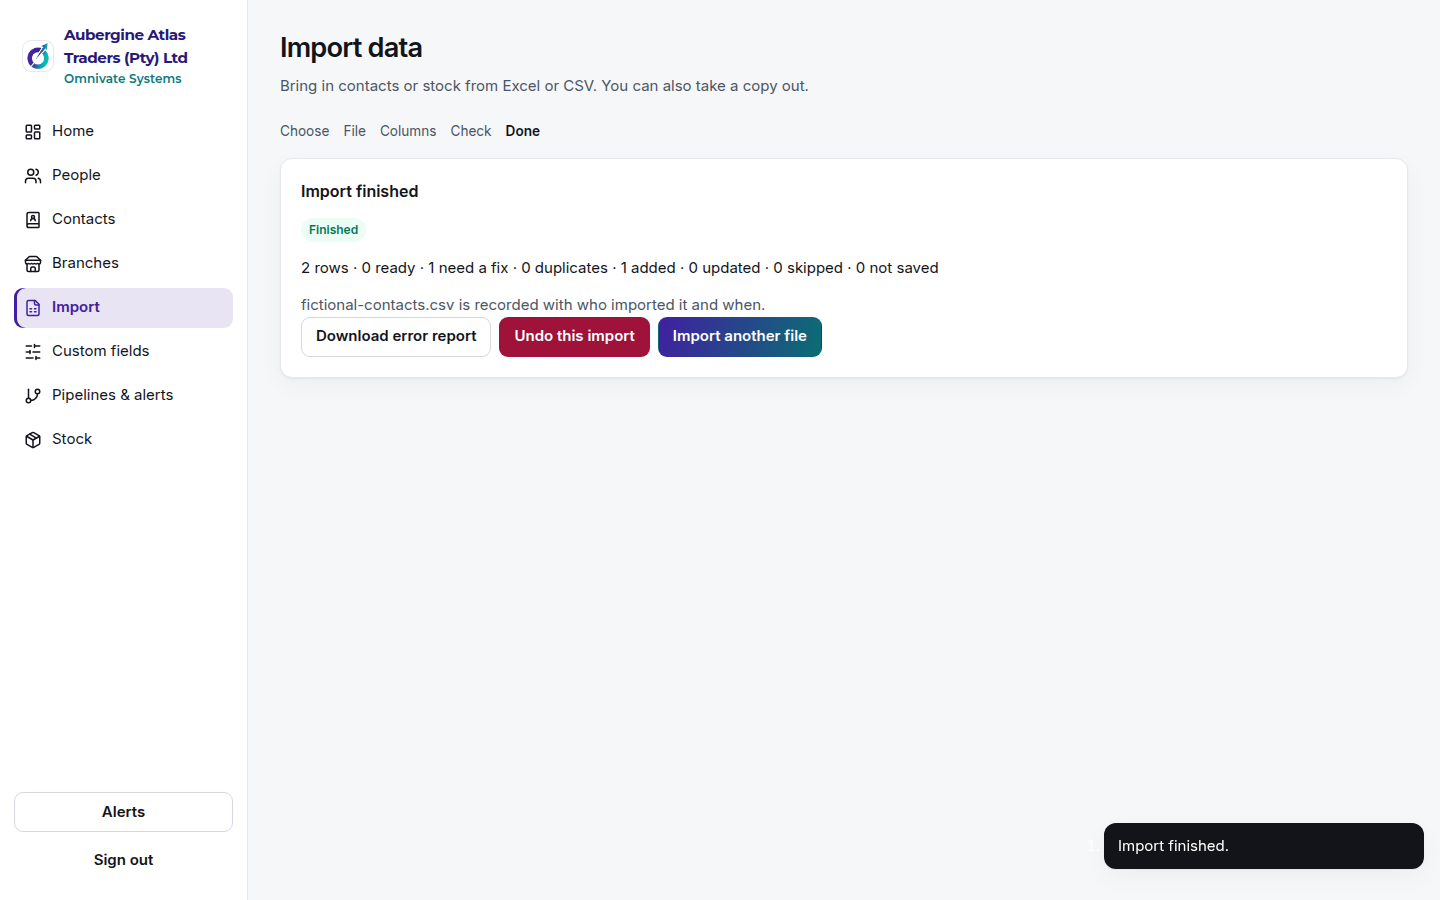 Aubergine Atlas
Traders (Pty) Ltd
Omnivate Systems
Home
People
Contacts
Branches
Import
Custom fields
Pipelines & alerts
Stock
Alerts
Sign out
Import data
Bring in contacts or stock from Excel or CSV. You can also take a copy out.
Choose File Columns Check Done
Import finished
Finished
2 rows · 0 ready · 1 need a fix · 0 duplicates · 1 added · 0 updated · 0 skipped · 0 not saved
fictional-contacts.csv is recorded with who imported it and when.
Download error report Undo this import Import another file
Import finished.